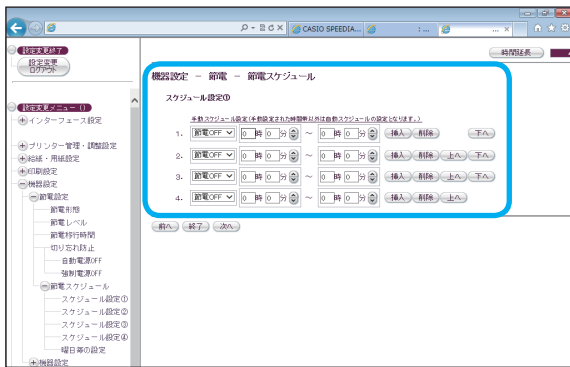 CASIO SPEEDIA...
設定変更終了
設定変更
ログアウト
設定変更メニュー ()
インターフェース設定
プリンター管理・調整設定
給紙・用紙設定
印刷設定
機器設定
節電設定
節電形態
節電レベル
節電移行時間
切り忘れ防止
自動電源OFF
強制電源OFF
節電スケジュール
スケジュール設定①
スケジュール設定②
スケジュール設定③
スケジュール設定④
曜日毎の設定
機器設定
時間延長
機器設定 － 節電 － 節電スケジュール
スケジュール設定①
手動スケジュール設定(手動設定された時間帯以外は自動スケジュールの設定となります。)
1. 節電OFF 0 時 0 分 ～ 0 時 0 分 挿入 削除 下へ
2. 節電OFF 0 時 0 分 ～ 0 時 0 分 挿入 削除 上へ 下へ
3. 節電OFF 0 時 0 分 ～ 0 時 0 分 挿入 削除 上へ 下へ
4. 節電OFF 0 時 0 分 ～ 0 時 0 分 挿入 削除 上へ
前へ 終了 次へ